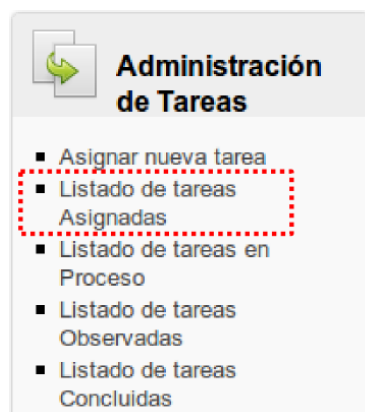 Administración
de Tareas
Asignar nueva tarea
Listado de tareas
Asignadas
Listado de tareas en
Proceso
Listado de tareas
Observadas
Listado de tareas
Concluidas